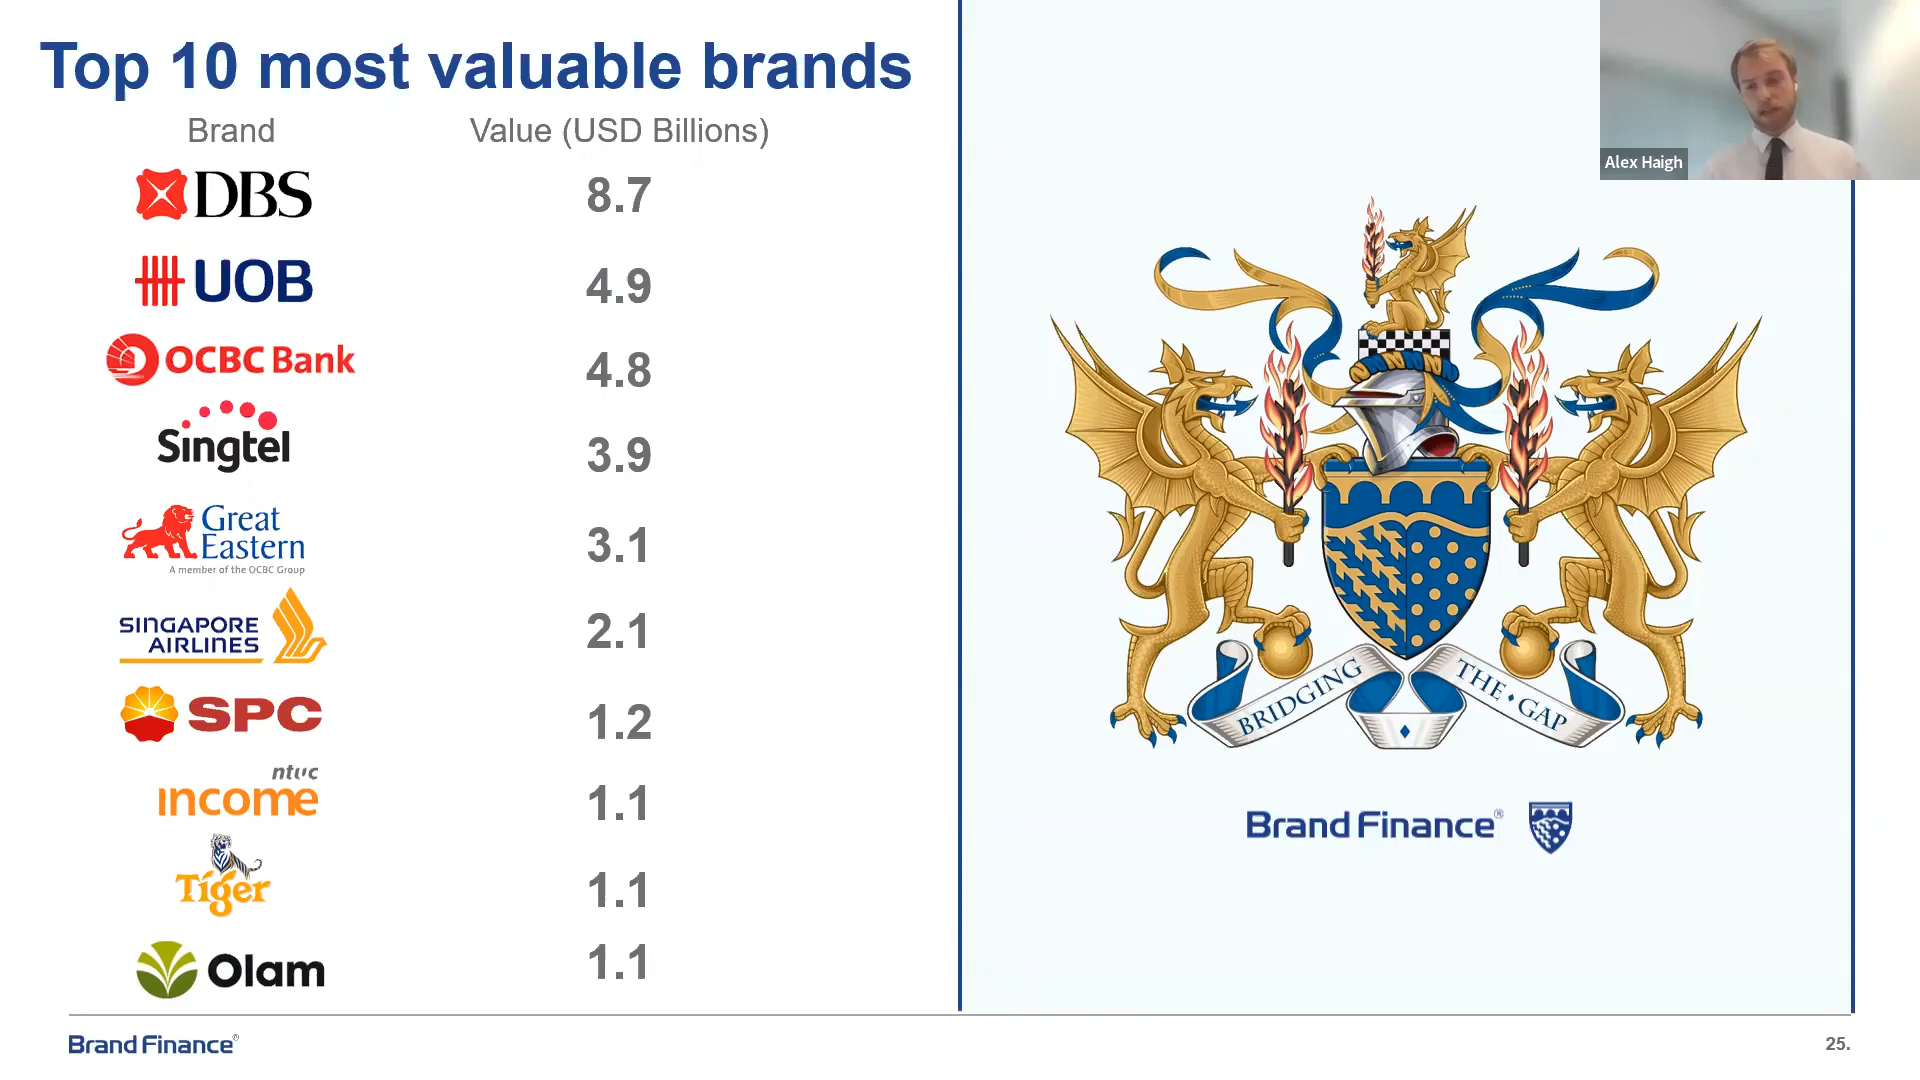 Top 10 most valuable brands
Brand
Value (USD Billions)
DBS
8.7
UOB
4.9
OCBC Bank
4.8
Singtel
3.9
Great
Eastern
A member of the OCBC Group
3.1
SINGAPORE
AIRLINES
2.1
SPC
1.2
ntuc
income
1.1
Tiger
1.1
Olam
1.1
Alex Haigh
BRIDGING THE GAP
Brand Finance®
Brand Finance®
25.